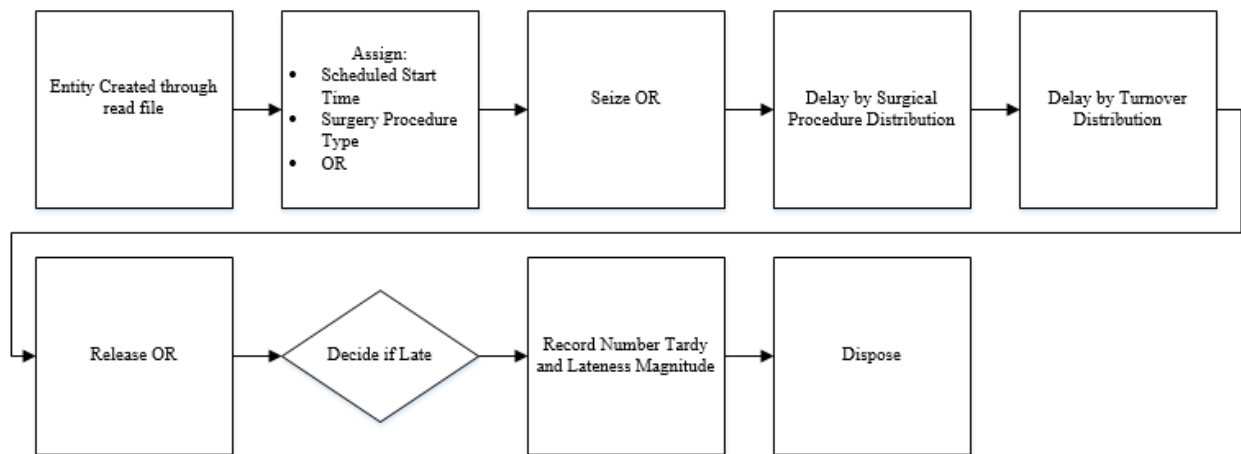 Entity Created through
read file
Assign:
• Scheduled Start
Time
• Surgery Procedure
Type
• OR
Seize OR
Delay by Surgical
Procedure Distribution
Delay by Turnover
Distribution
Release OR
Decide if Late
Record Number Tardy
and Lateness Magnitude
Dispose